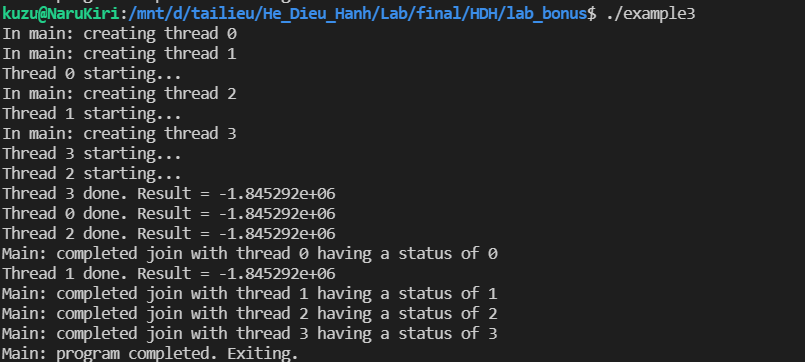 kuzu@NaruKiri:/mnt/d/tailieu/He_Dieu_Hanh/Lab/final/HDH/lab_bonus$ ./example3
In main: creating thread 0
In main: creating thread 1
Thread 0 starting...
In main: creating thread 2
Thread 1 starting...
In main: creating thread 3
Thread 3 starting...
Thread 2 starting...
Thread 3 done. Result = -1.845292e+06
Thread 0 done. Result = -1.845292e+06
Thread 2 done. Result = -1.845292e+06
Main: completed join with thread 0 having a status of 0
Thread 1 done. Result = -1.845292e+06
Main: completed join with thread 1 having a status of 1
Main: completed join with thread 2 having a status of 2
Main: completed join with thread 3 having a status of 3
Main: program completed. Exiting.